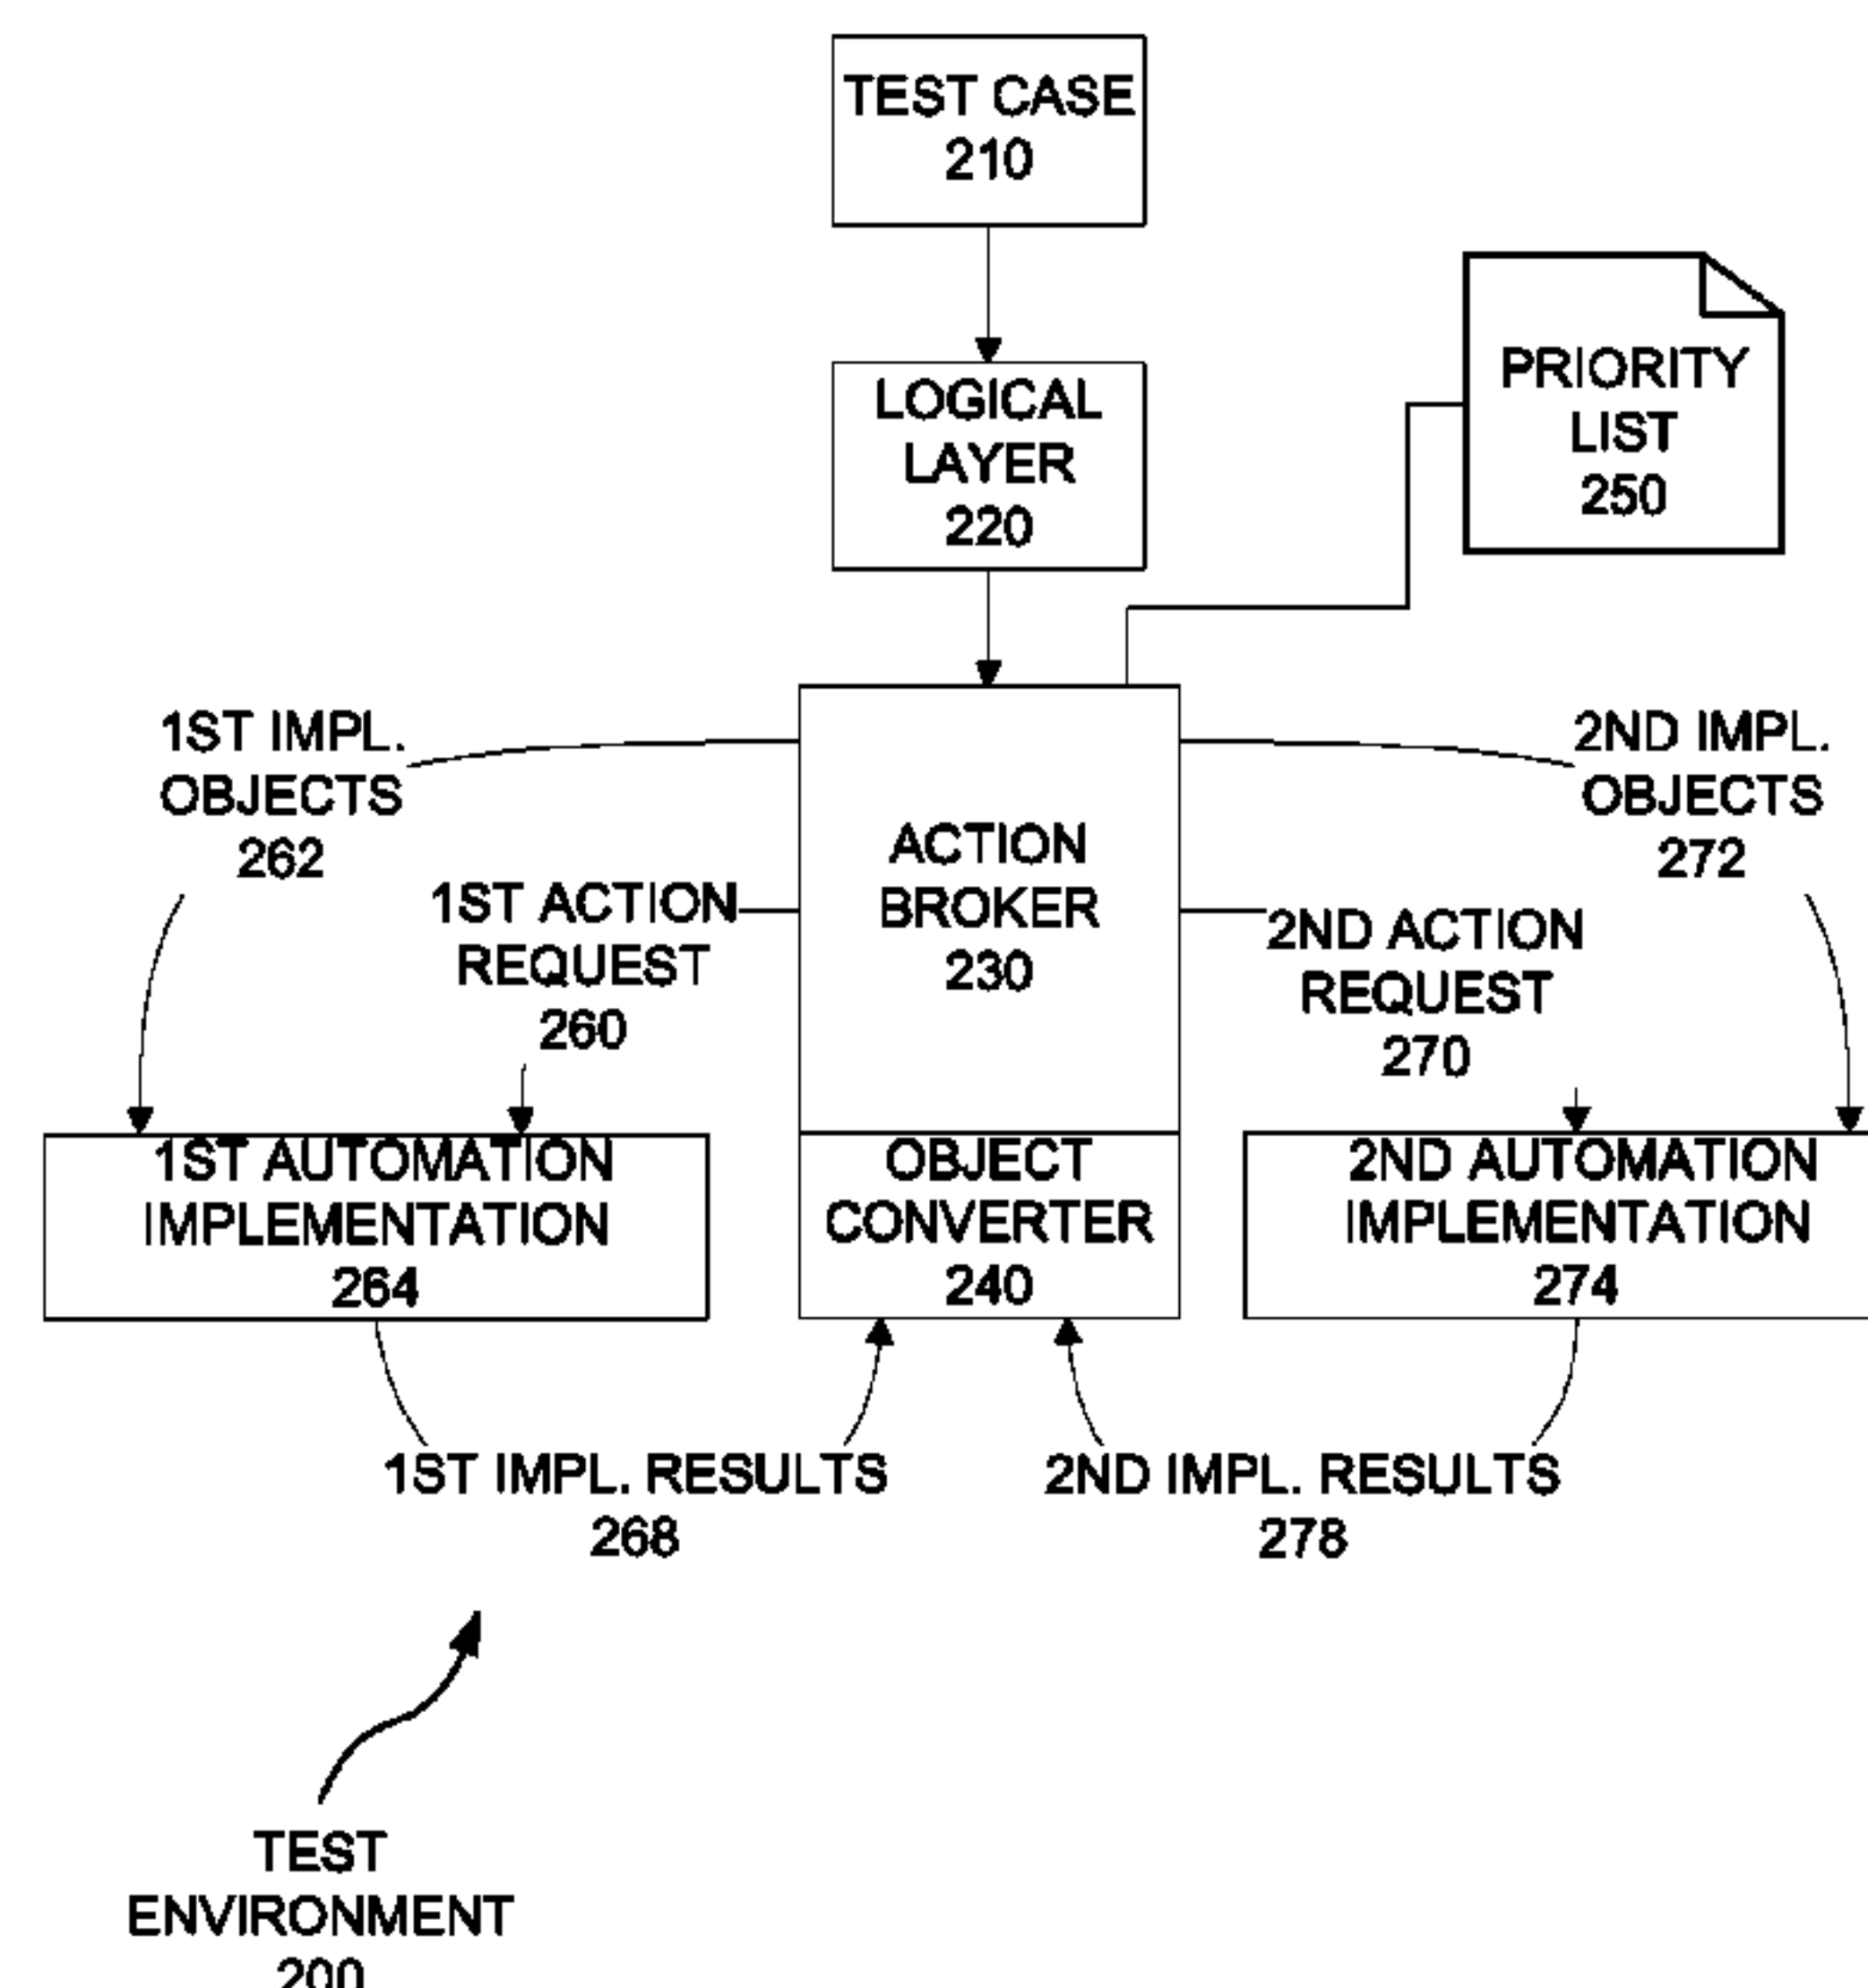 TEST CASE
210
LOGICAL
LAYER
220
PRIORITY
LIST
250
1ST IMPL.
OBJECTS
262
1ST ACTION
REQUEST
260
ACTION
BROKER
230
2ND IMPL.
OBJECTS
272
2ND ACTION
REQUEST
270
1ST AUTOMATION
IMPLEMENTATION
264
OBJECT
CONVERTER
240
2ND AUTOMATION
IMPLEMENTATION
274
1ST IMPL. RESULTS
268
2ND IMPL. RESULTS
278
TEST
ENVIRONMENT
200